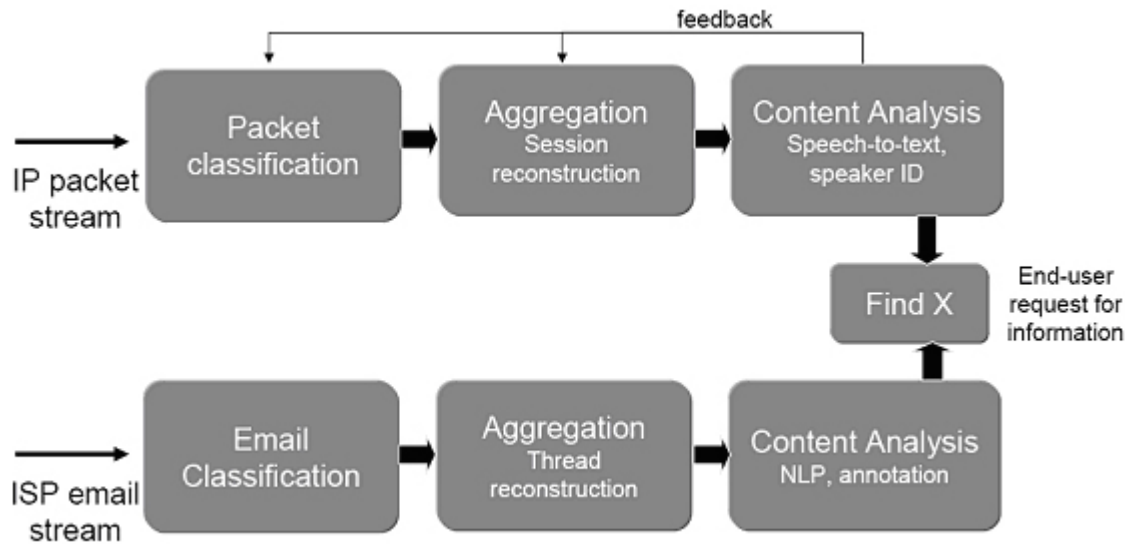 feedback
Packet
classification
Aggregation
Session
reconstruction
Content Analysis
Speech-to-text,
speaker ID
IP packet
stream
Find X
End-user
request for
information
Email
Classification
Aggregation
Thread
reconstruction
Content Analysis
NLP, annotation
ISP email
stream